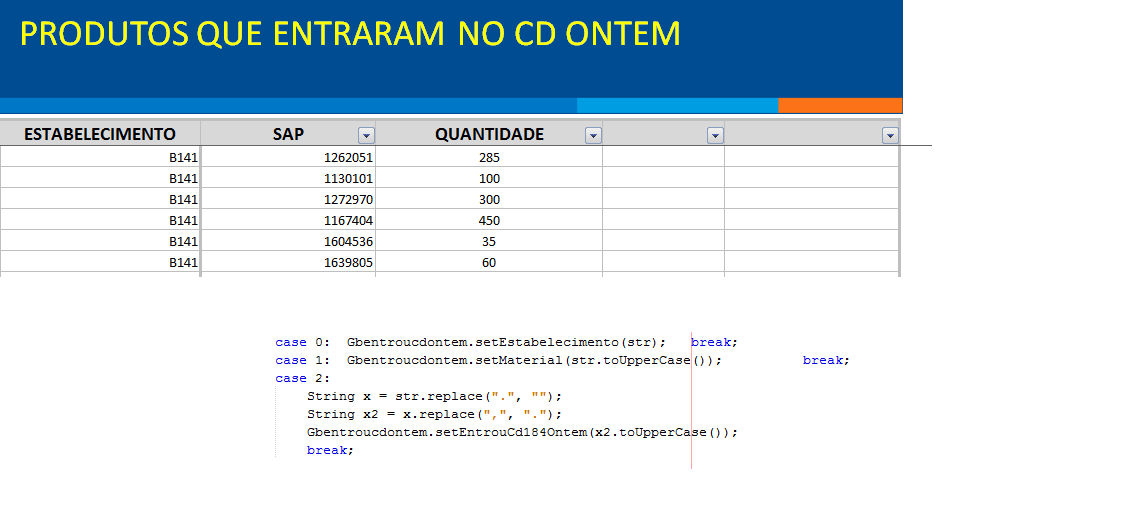 PRODUTOS QUE ENTRARAM NO CD ONTEM
ESTABELECIMENTO SAP QUANTIDADE
B141 1262051 285
B141 1130101 100
B141 1272970 300
B141 1167404 450
B141 1604536 35
B141 1639805 60
case 0: Gbentroucdontem.setEstabelecimento(str); break;
case 1: Gbentroucdontem.setMaterial(str.toUpperCase()); break;
case 2:
String x = str.replace(".", "");
String x2 = x.replace(",", ".");
Gbentroucdontem.setEntrouCd184Ontem(x2.toUpperCase());
break;